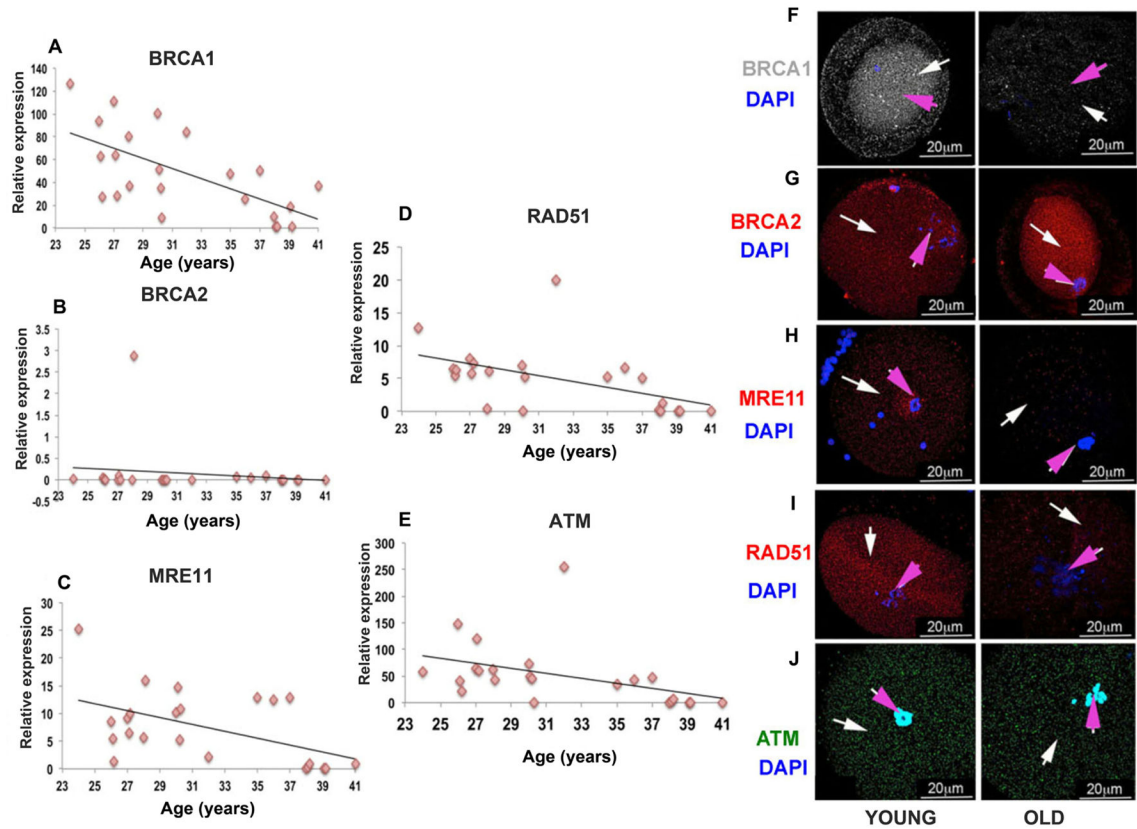 A
BRCA1
Relative expression
140
120
100
80
60
40
20
0
23 25 27 29 31 33 35 37 39 41
Age (years)
B
BRCA2
Relative expression
3.5
3
2.5
2
1.5
1
0.5
0
-0.5
23 25 27 29 31 33 35 37 39 41
Age (years)
C
MRE11
Relative expression
30
25
20
15
10
5
0
23 25 27 29 31 33 35 37 39 41
Age (years)
D
RAD51
Relative expression
25
20
15
10
5
0
23 25 27 29 31 33 35 37 39 41
Age (years)
E
ATM
Relative expression
300
250
200
150
100
50
0
23 25 27 29 31 33 35 37 39 41
Age (years)
F
BRCA1
DAPI
20µm 20µm
G
BRCA2
DAPI
20µm 20µm
H
MRE11
DAPI
20µm 20µm
I
RAD51
DAPI
20µm 20µm
J
ATM
DAPI
20µm 20µm
YOUNG OLD